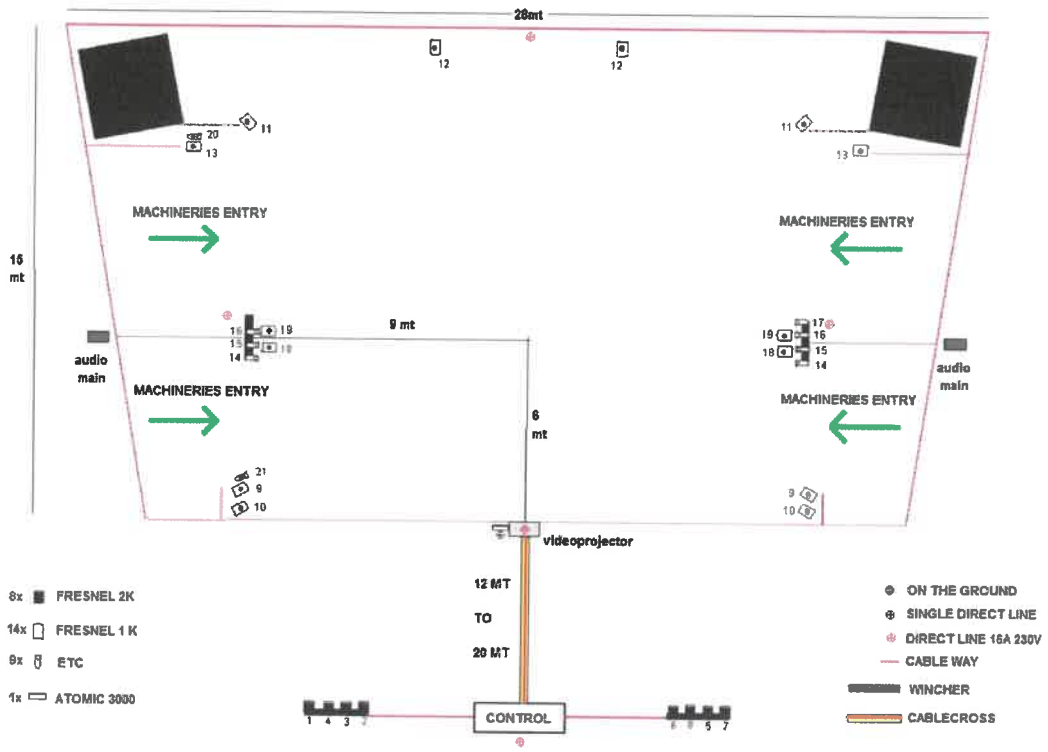 28mt
12
12
11
20
13
11
13
MACHINERIES ENTRY
MACHINERIES ENTRY
15
mt
16
19
15
18
14
9 mt
17
19
16
18
15
14
audio
main
audio
main
MACHINERIES ENTRY
MACHINERIES ENTRY
6
mt
21
9
10
9
10
videoprojector
12 MT
TO
20 MT
8x FRESNEL 2K
14x FRESNEL 1 K
9x ETC
1x ATOMIC 3000
ON THE GROUND
SINGLE DIRECT LINE
DIRECT LINE 16A 230V
CABLE WAY
WINCHER
CABLECROSS
1 4 3 2
CONTROL
5 7